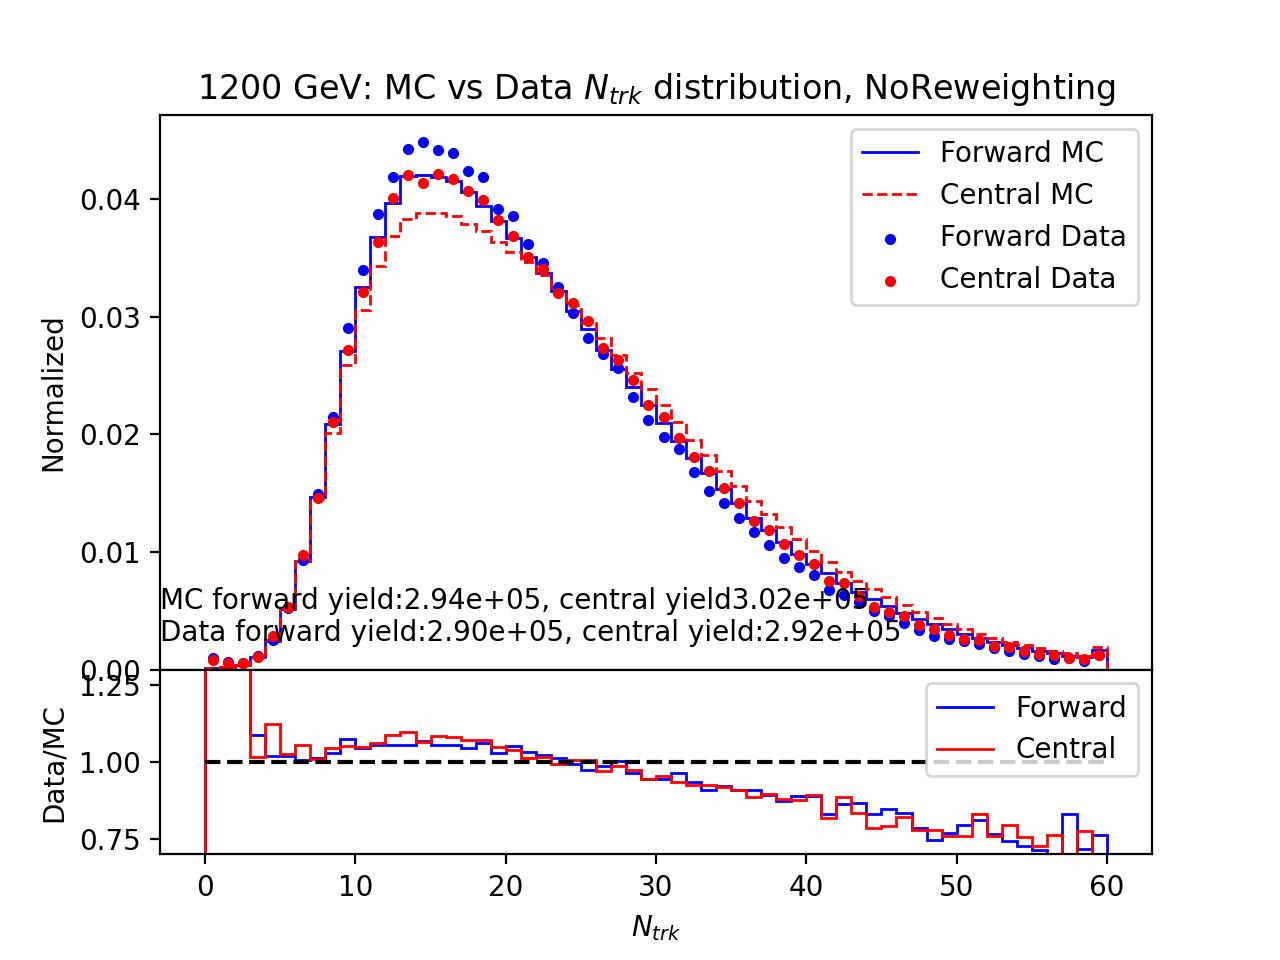 1200 GeV: MC vs Data N_trk distribution, NoReweighting
Forward MC
Central MC
Forward Data
Central Data
Normalized
0.04
0.03
0.02
0.01
0.00
MC forward yield:2.94e+05, central yield3.02e+05
Data forward yield:2.90e+05, central yield:2.92e+05
Data/MC
1.25
1.00
0.75
Forward
Central
0 10 20 30 40 50 60
N_trk